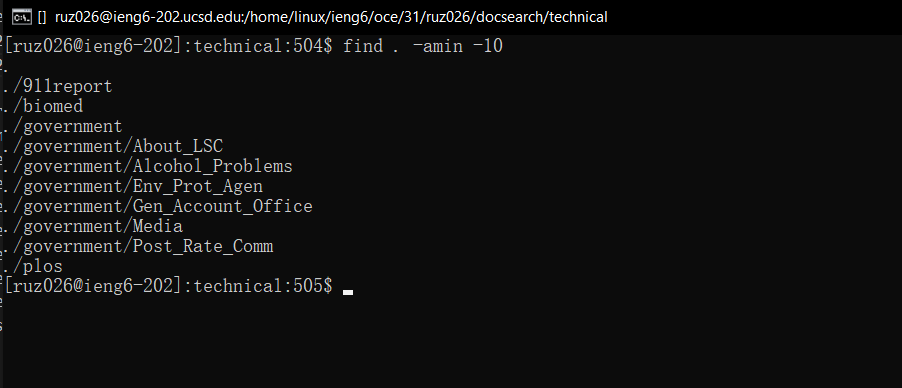 [] ruz026@ieng6-202.ucsd.edu:/home/linux/ieng6/oce/31/ruz026/docsearch/technical
[ruz026@ieng6-202]:technical:504$ find . -amin -10
.
./911report
./biomed
./government
./government/About_LSC
./government/Alcohol_Problems
./government/Env_Prot_Agen
./government/Gen_Account_Office
./government/Media
./government/Post_Rate_Comm
./plos
[ruz026@ieng6-202]:technical:505$